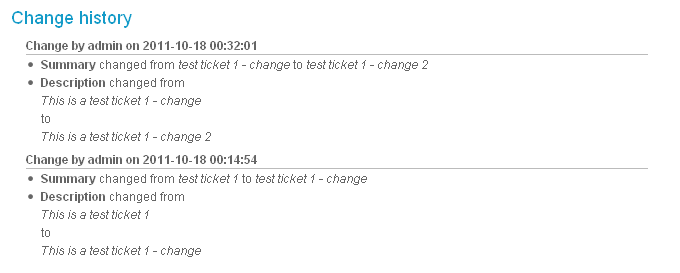 Change history
Change by admin on 2011-10-18 00:32:01
• Summary changed from test ticket 1 - change to test ticket 1 - change 2
• Description changed from
This is a test ticket 1 - change
to
This is a test ticket 1 - change 2
Change by admin on 2011-10-18 00:14:54
• Summary changed from test ticket 1 to test ticket 1 - change
• Description changed from
This is a test ticket 1
to
This is a test ticket 1 - change